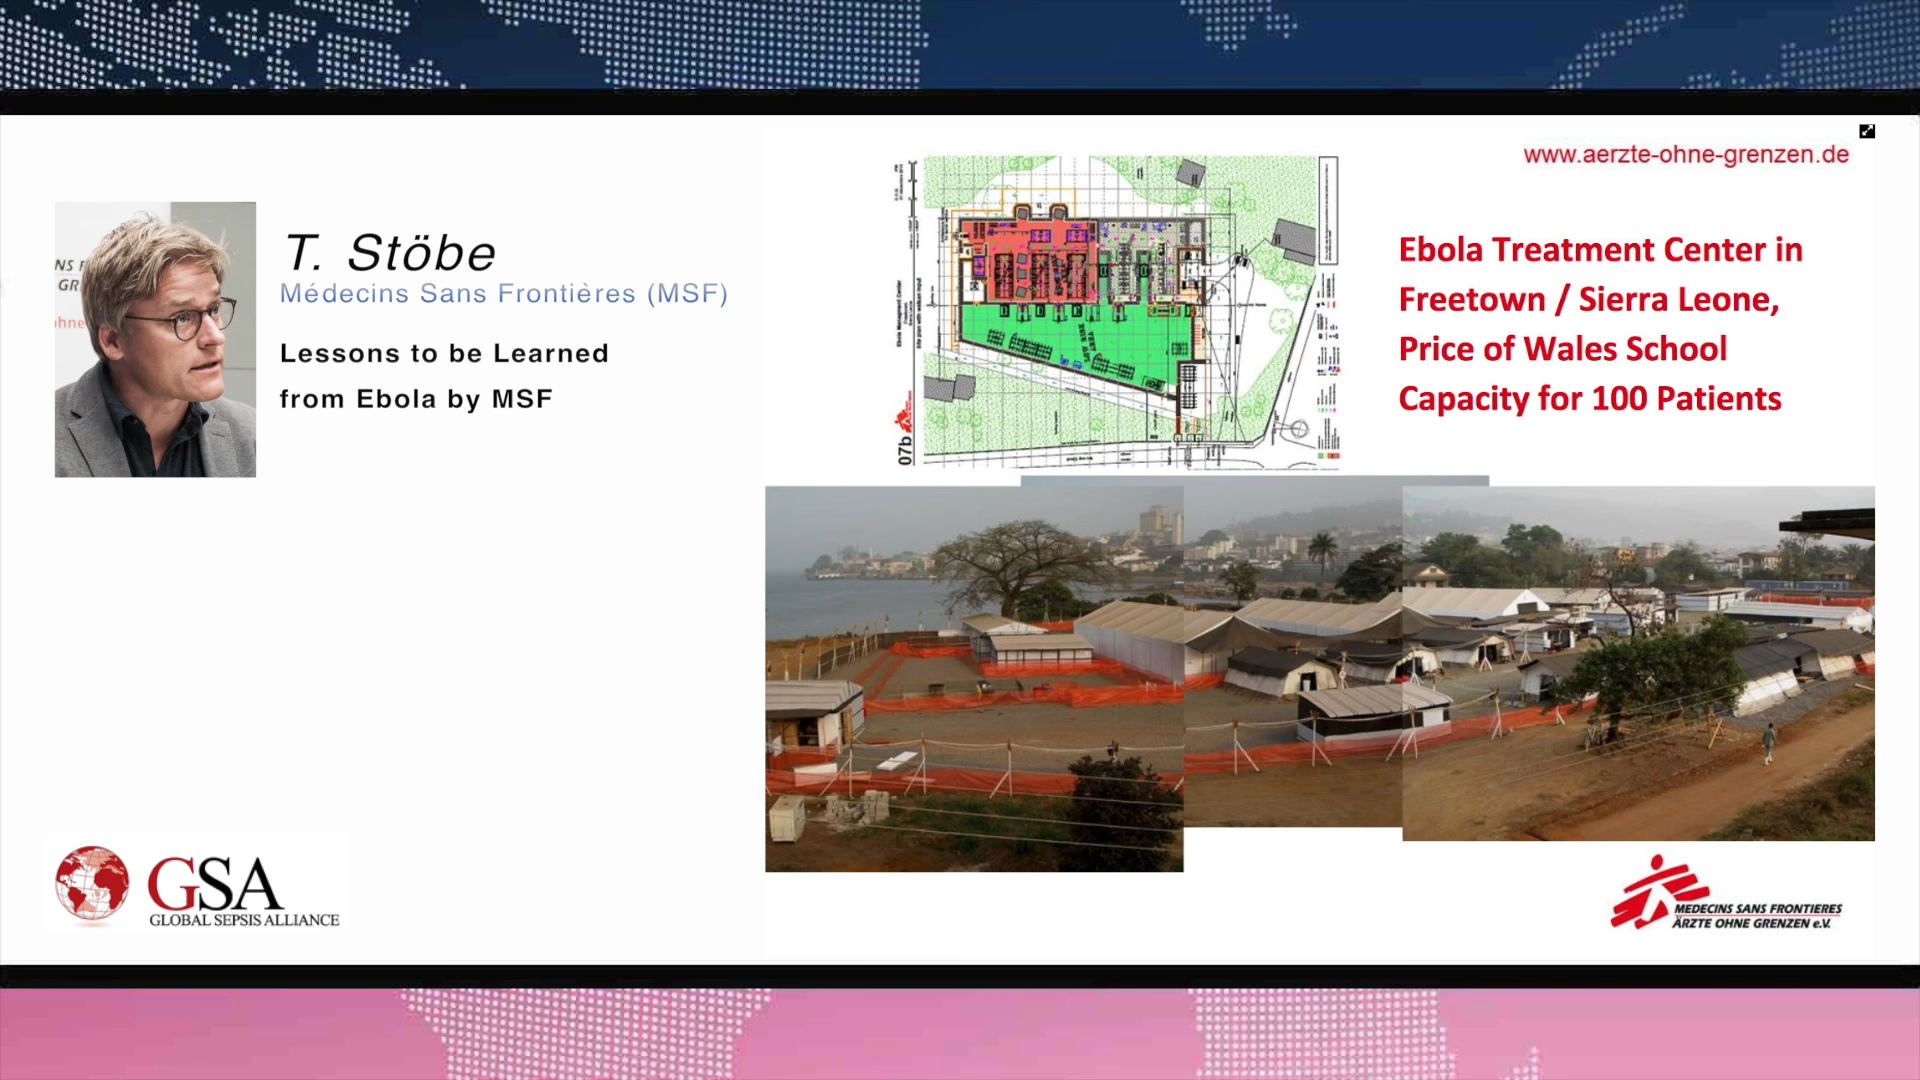 www.aerzte-ohne-grenzen.de
T. Stöbe
Médecins Sans Frontières (MSF)
Lessons to be Learned
from Ebola by MSF
Ebola Treatment Center in
Freetown / Sierra Leone,
Price of Wales School
Capacity for 100 Patients
07b
GSA
GLOBAL SEPSIS ALLIANCE
MEDECINS SANS FRONTIERES
ÄRZTE OHNE GRENZEN e.V.